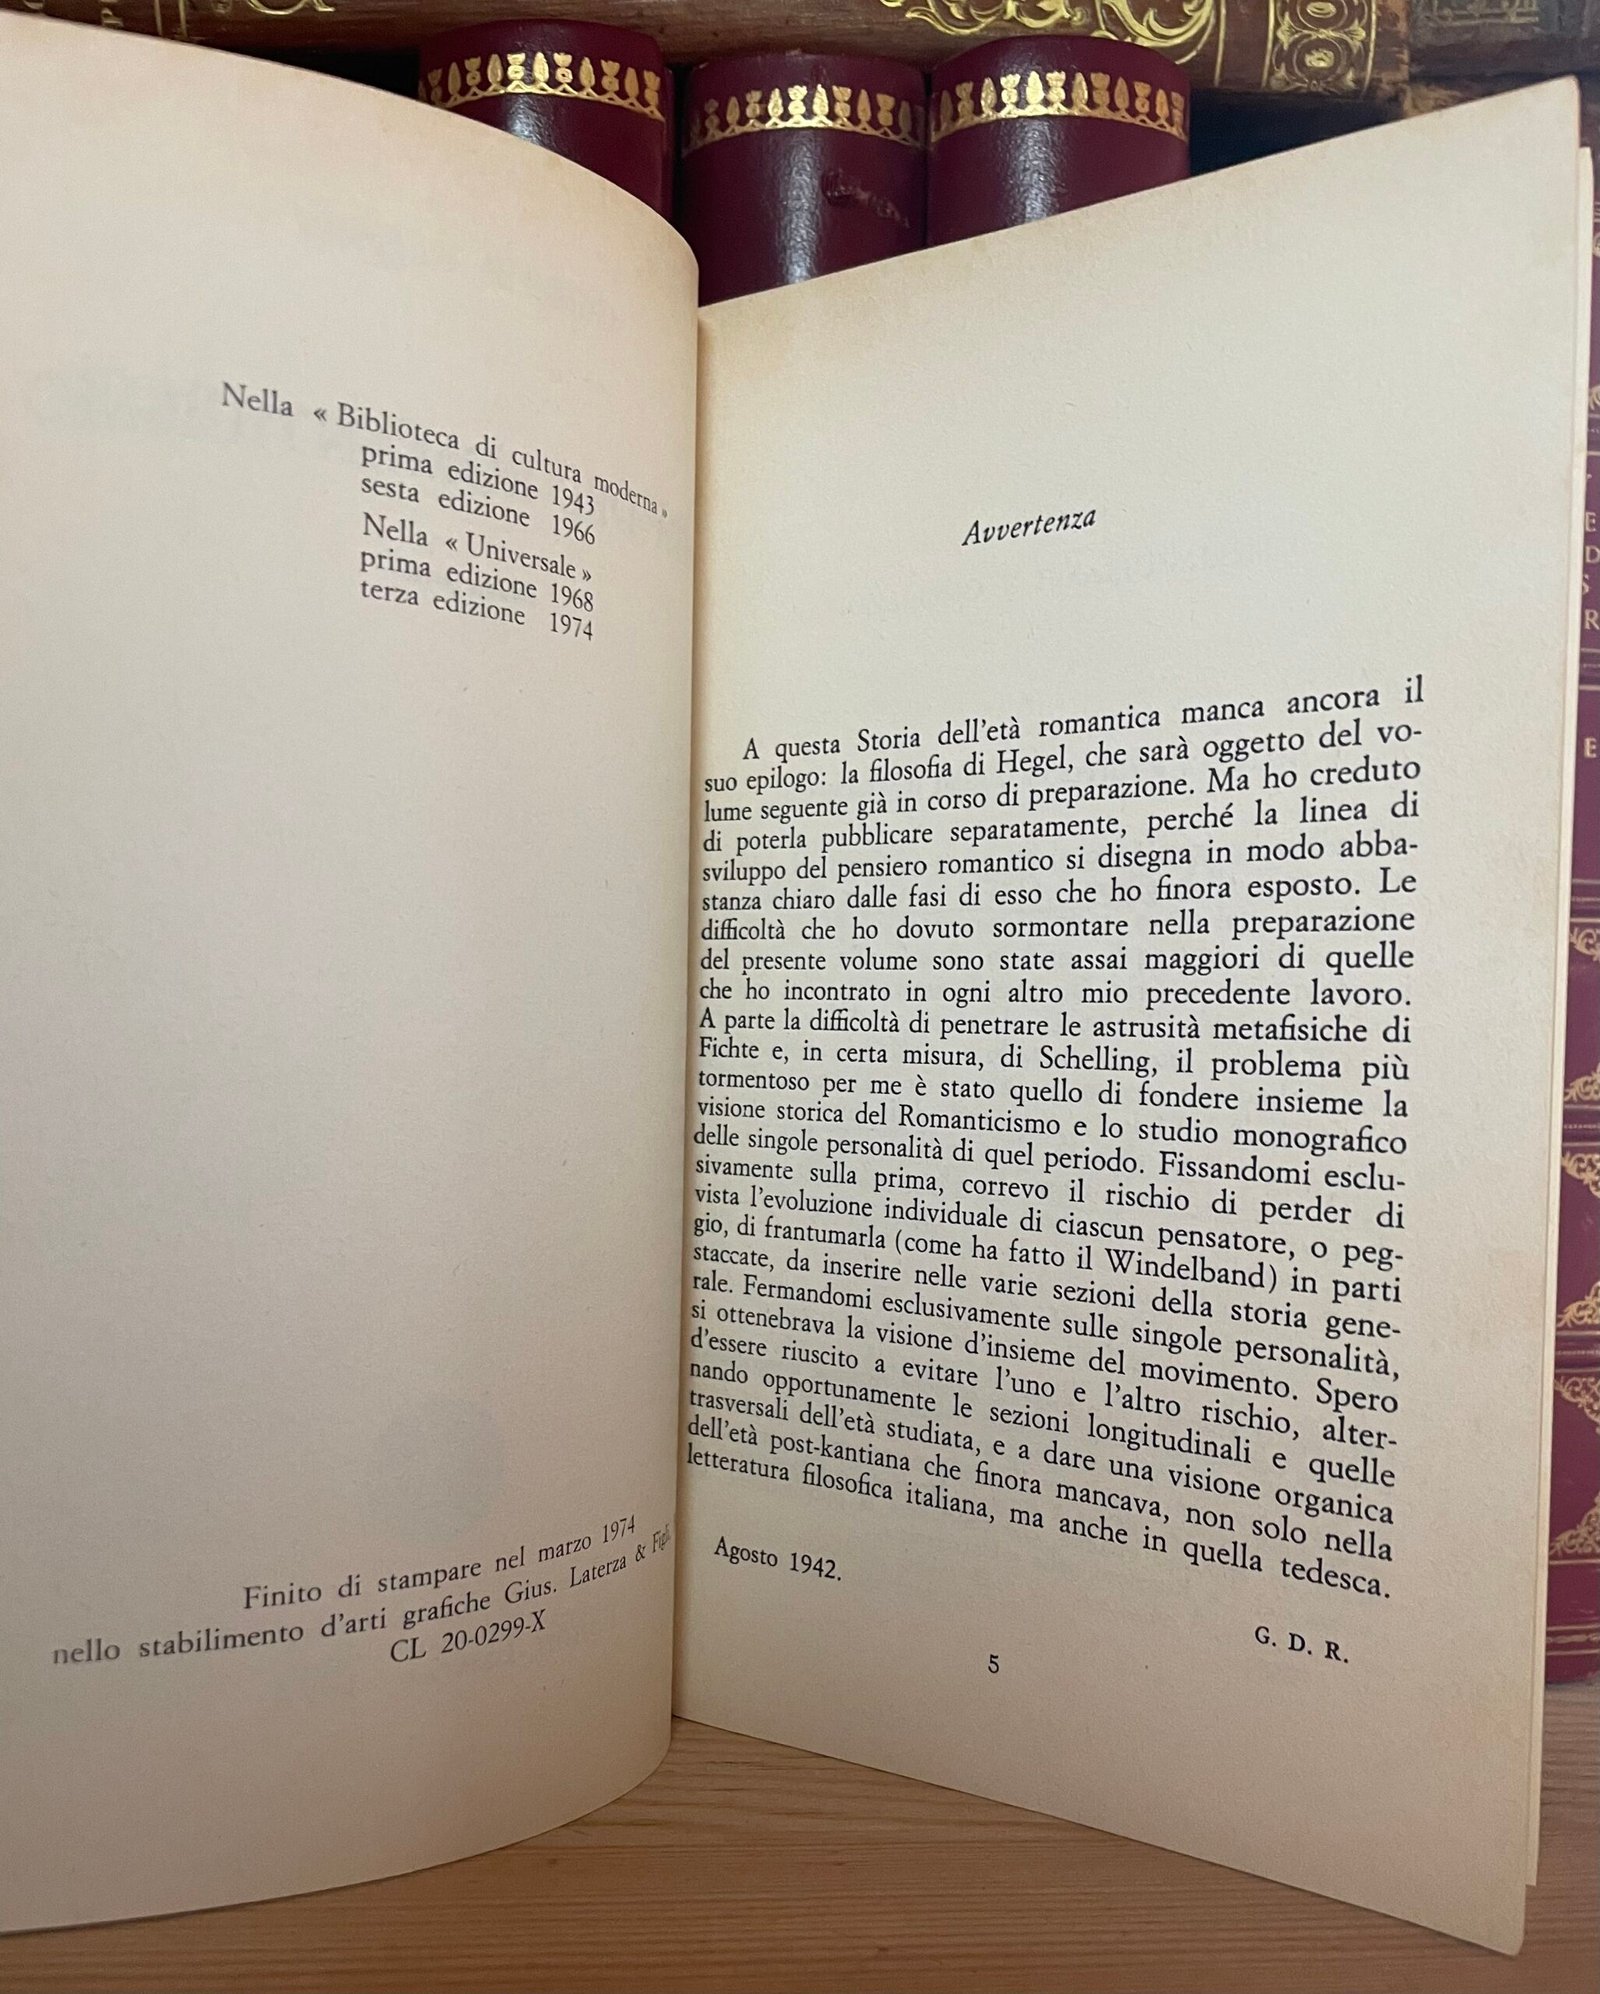 Nella « Biblioteca di cultura moderna »
prima edizione 1943
sesta edizione 1966
Nella « Universale »
prima edizione 1968
terza edizione 1974
Finito di stampare nel marzo 1974
nello stabilimento d'arti grafiche Gius. Laterza & Figli
CL 20-0299-X
Avvertenza
A questa Storia dell'età romantica manca ancora il
suo epilogo: la filosofia di Hegel, che sarà oggetto del vo-
lume seguente già in corso di preparazione. Ma ho creduto
di poterla pubblicare separatamente, perché la linea di
sviluppo del pensiero romantico si disegna in modo abba-
stanza chiaro dalle fasi di esso che ho finora esposto. Le
difficoltà che ho dovuto sormontare nella preparazione
del presente volume sono state assai maggiori di quelle
che ho incontrato in ogni altro mio precedente lavoro.
A parte la difficoltà di penetrare le astrusità metafisiche di
Fichte e, in certa misura, di Schelling, il problema più
tormentoso per me è stato quello di fondere insieme la
visione storica del Romanticismo e lo studio monografico
delle singole personalità di quel periodo. Fissandomi esclu-
sivamente sulla prima, correvo il rischio di perder di
vista l'evoluzione individuale di ciascun pensatore, o peg-
gio, di frantumarla (come ha fatto il Windelband) in parti
staccate, da inserire nelle varie sezioni della storia gene-
rale. Fermandomi esclusivamente sulle singole personalità,
si ottenebrava la visione d'insieme del movimento. Spero
d'essere riuscito a evitare l'uno e l'altro rischio, alter-
nando opportunamente le sezioni longitudinali e quelle
trasversali dell'età studiata, e a dare una visione organica
dell'età post-kantiana che finora mancava, non solo nella
letteratura filosofica italiana, ma anche in quella tedesca.
Agosto 1942.
G. D. R.
5